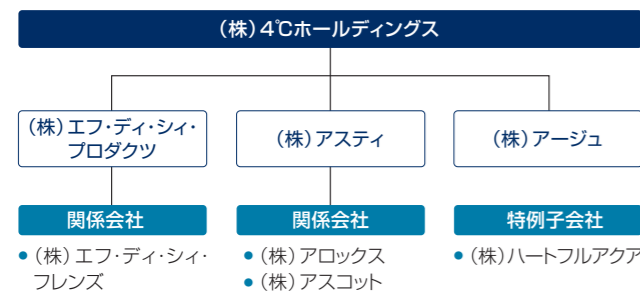 (株)4℃ホールディングス
(株)エフ・ディ・シィ・
プロダクツ
(株)アスティ
(株)アージュ
関係会社
関係会社
特例子会社
•(株)エフ・ディ・シィ・
フレンズ
•(株)アロックス
•(株)アスコット
•(株)ハートフルアクア